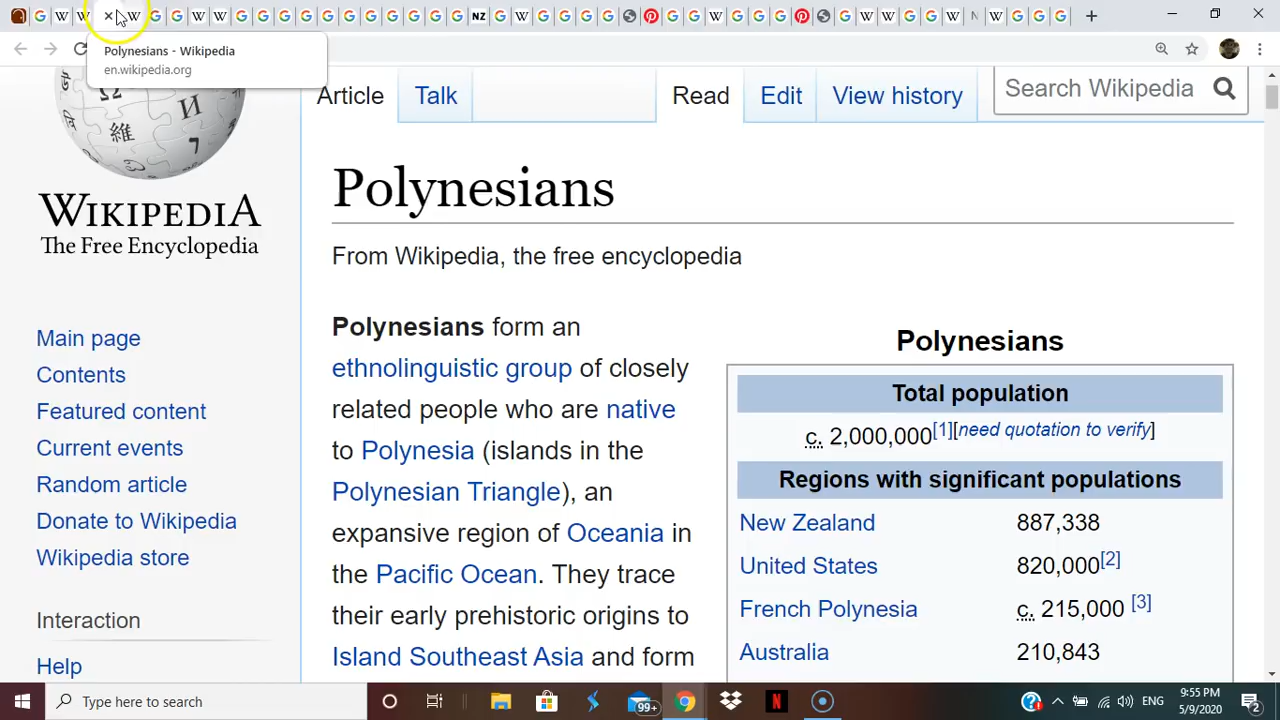 NZ
Polynesians - Wikipedia
en.wikipedia.org
Article
Talk
Read
Edit
View history
Search Wikipedia
WIKIPEDIA
The Free Encyclopedia
Main page
Contents
Featured content
Current events
Random article
Donate to Wikipedia
Wikipedia store
Interaction
Help
Polynesians
From Wikipedia, the free encyclopedia
Polynesians form an
ethnolinguistic group of closely
related people who are native
to Polynesia (islands in the
Polynesian Triangle), an
expansive region of Oceania in
the Pacific Ocean. They trace
their early prehistoric origins to
Island Southeast Asia and form
Polynesians
Total population
c. 2,000,000[1][need quotation to verify]
Regions with significant populations
New Zealand 887,338
United States 820,000[2]
French Polynesia c. 215,000 [3]
Australia 210,843
Type here to search
99+
N
ENG
9:55 PM
5/9/2020
2